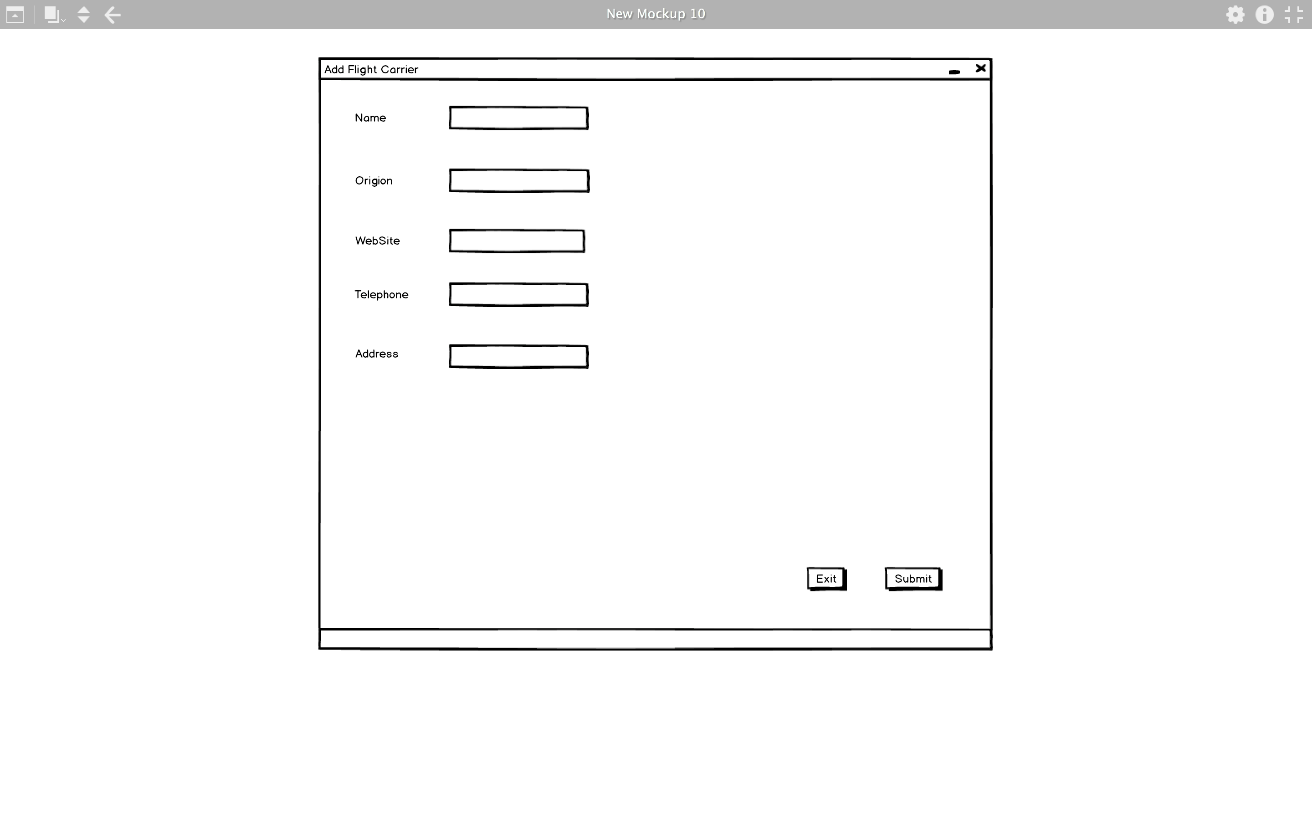 New Mockup 10
Add Flight Carrier
Name
Origion
WebSite
Telephone
Address
Exit
Submit